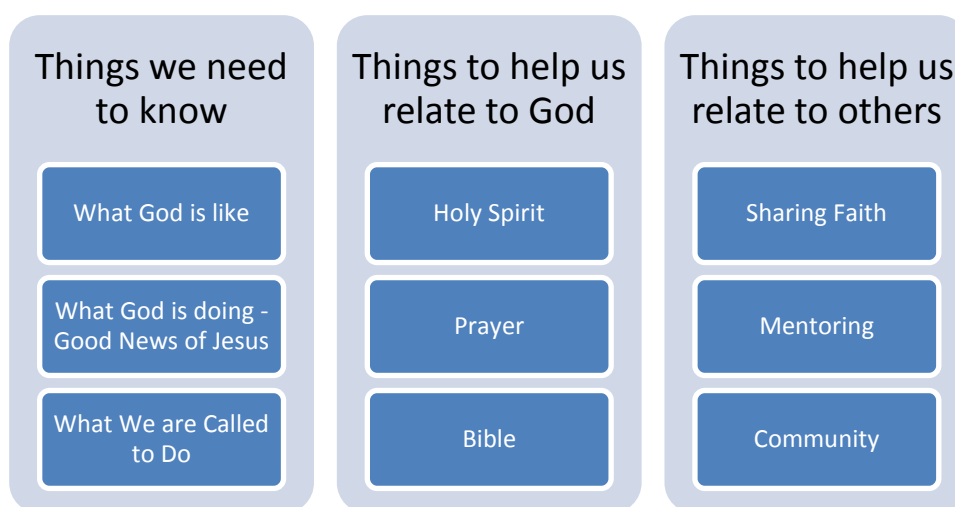 Things we need
to know
What God is like
What God is doing -
Good News of Jesus
What We are Called
to Do
Things to help us
relate to God
Holy Spirit
Prayer
Bible
Things to help us
relate to others
Sharing Faith
Mentoring
Community